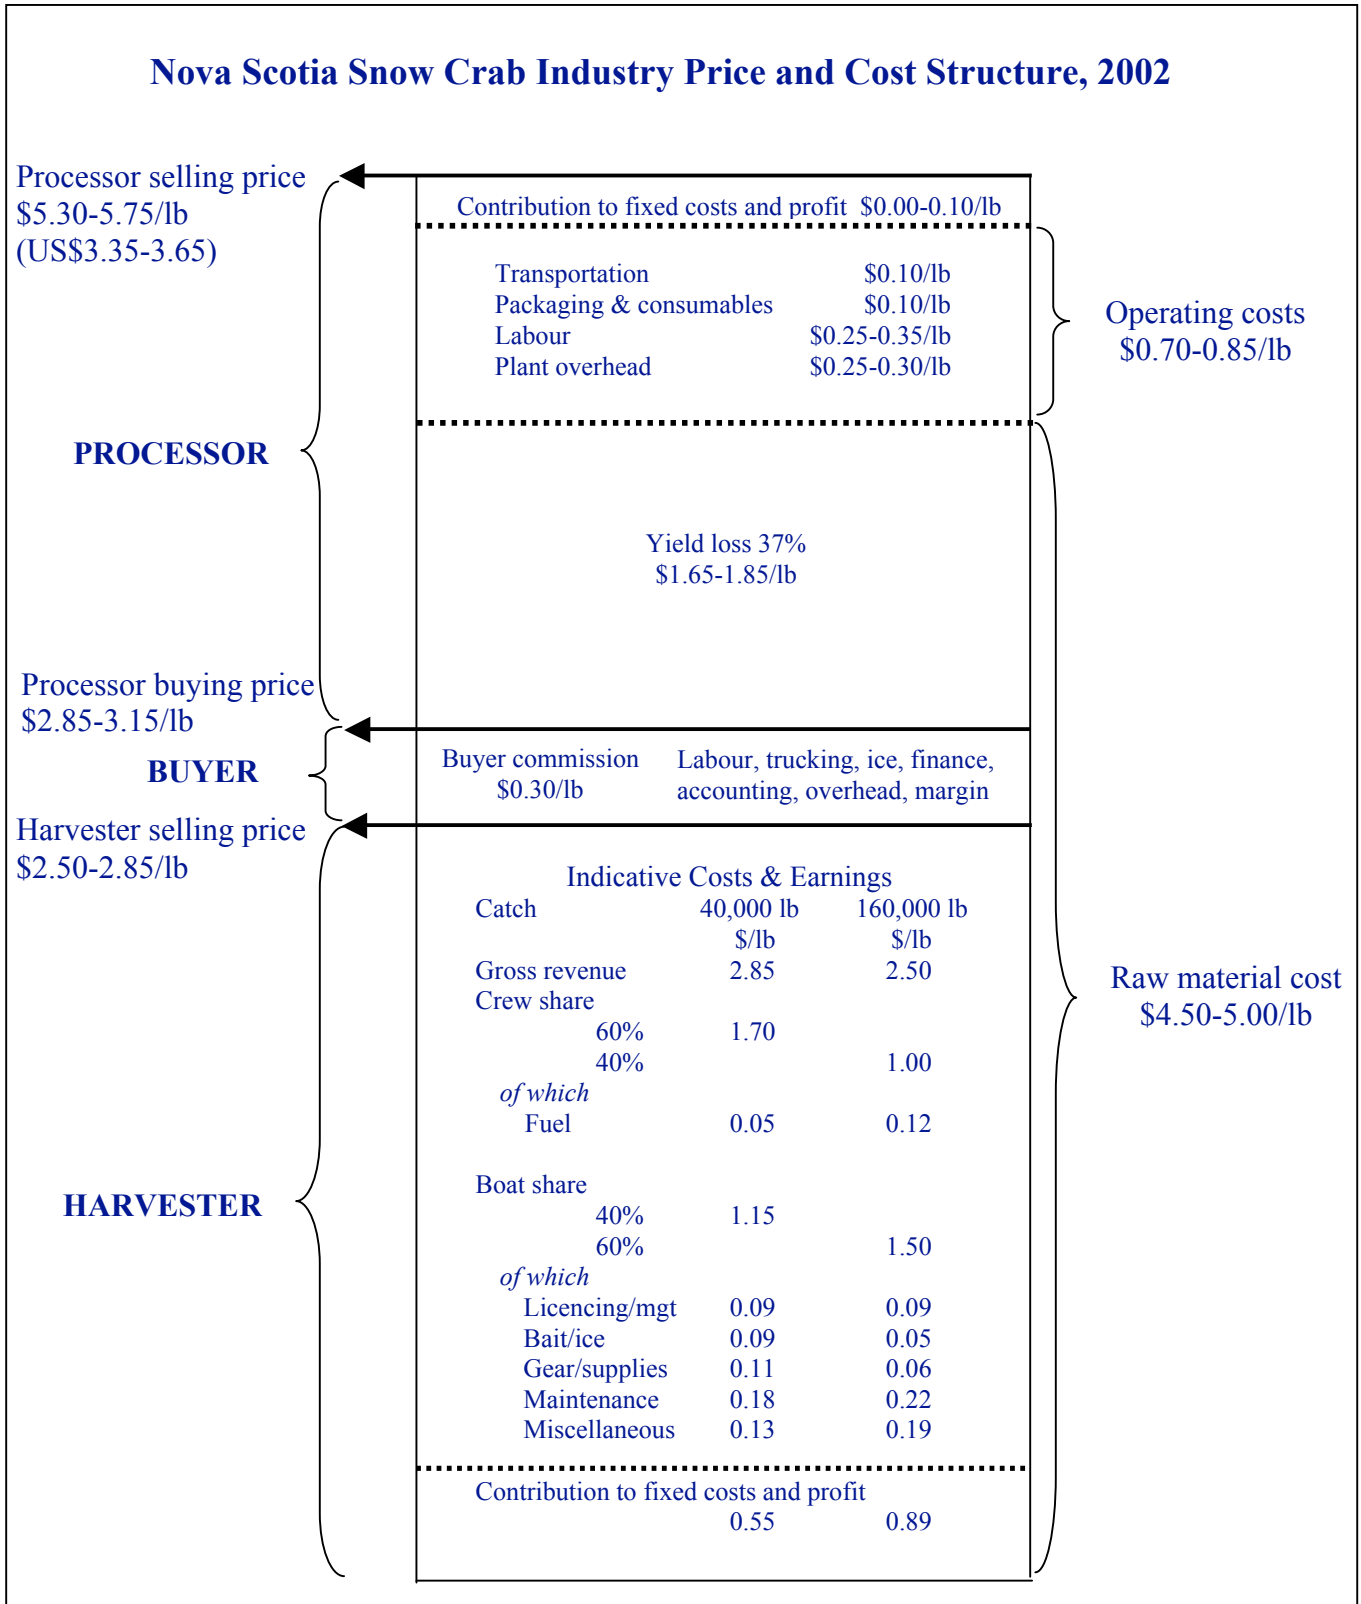 Nova Scotia Snow Crab Industry Price and Cost Structure, 2002
Processor selling price
$5.30-5.75/lb
(US$3.35-3.65)
Contribution to fixed costs and profit $0.00-0.10/lb
Transportation $0.10/lb
Packaging & consumables $0.10/lb
Labour $0.25-0.35/lb
Plant overhead $0.25-0.30/lb
Operating costs
$0.70-0.85/lb
PROCESSOR
Yield loss 37%
$1.65-1.85/lb
Processor buying price
$2.85-3.15/lb
BUYER
Buyer commission
$0.30/lb
Labour, trucking, ice, finance,
accounting, overhead, margin
Harvester selling price
$2.50-2.85/lb
Indicative Costs & Earnings
Catch 40,000 lb 160,000 lb
$/lb $/lb
Gross revenue 2.85 2.50
Crew share
60% 1.70
40% 1.00
of which
Fuel 0.05 0.12
Boat share
40% 1.15
60% 1.50
of which
Licencing/mgt 0.09 0.09
Bait/ice 0.09 0.05
Gear/supplies 0.11 0.06
Maintenance 0.18 0.22
Miscellaneous 0.13 0.19
Contribution to fixed costs and profit
0.55 0.89
HARVESTER
Raw material cost
$4.50-5.00/lb